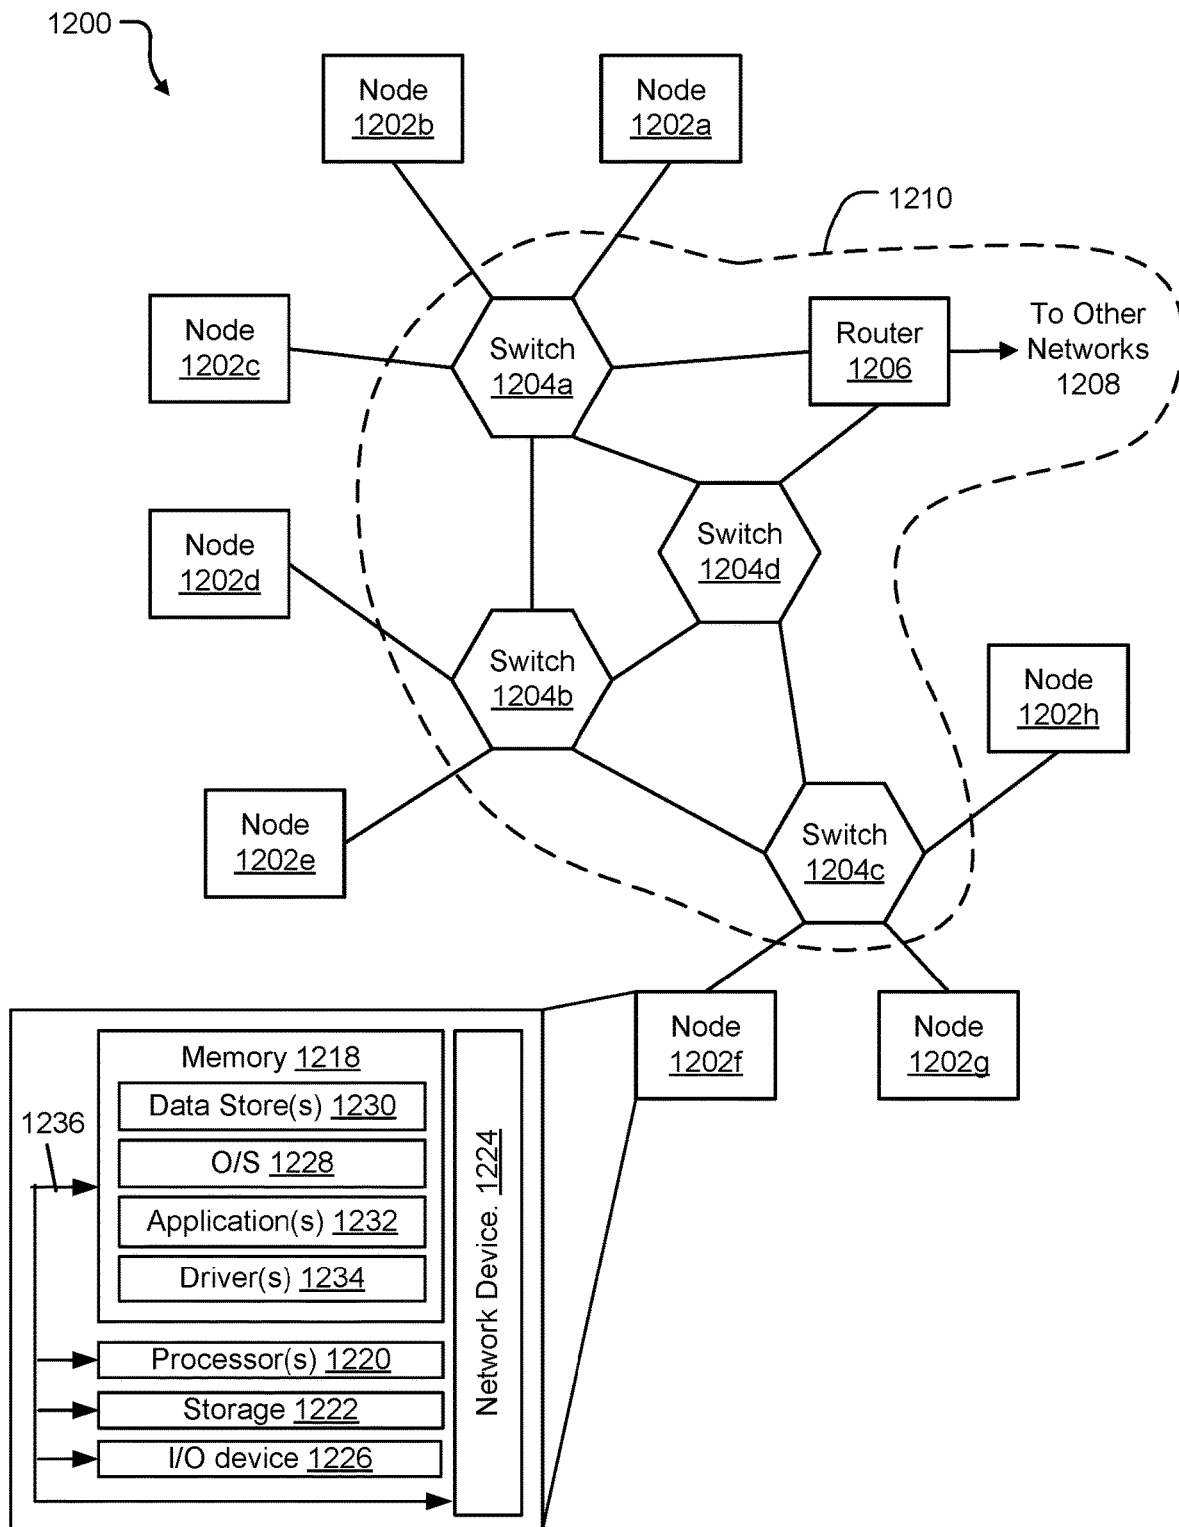 1200
Node
1202b
Node
1202a
1210
Node
1202c
Switch
1204a
Router
1206
To Other
Networks
1208
Node
1202d
Switch
1204d
Switch
1204b
Node
1202h
Node
1202e
Switch
1204c
Node
1202f
Node
1202g
Memory 1218
Data Store(s) 1230
1236
O/S 1228
Application(s) 1232
Driver(s) 1234
Processor(s) 1220
Storage 1222
I/O device 1226
Network Device. 1224